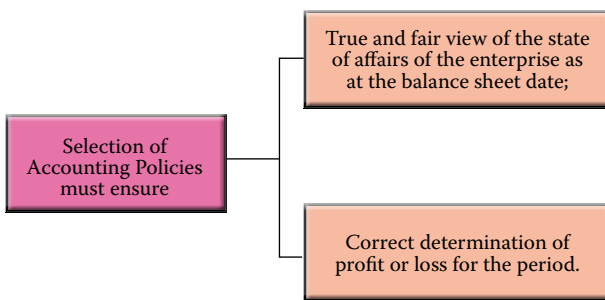 True and fair view of the state
of affairs of the enterprise as
at the balance sheet date;
Selection of
Accounting Policies
must ensure
Correct determination of
profit or loss for the period.